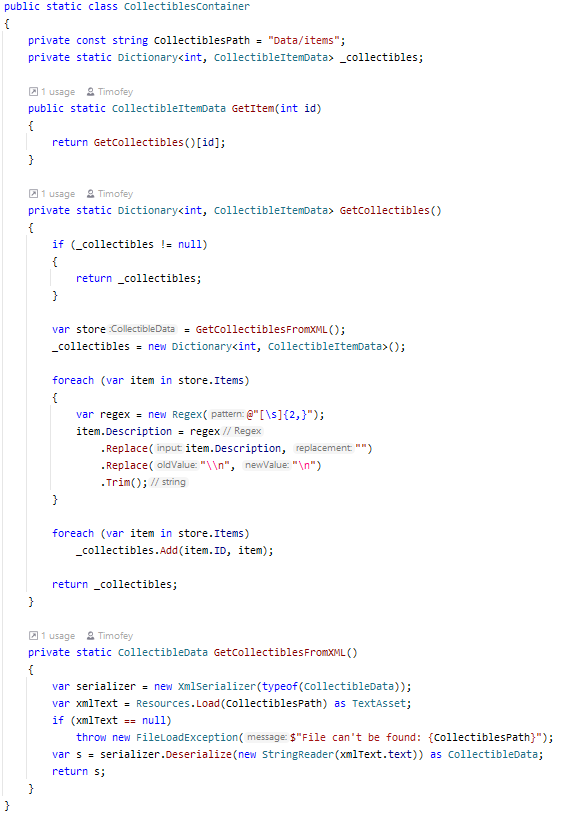 public static class CollectiblesContainer
{
    private const string CollectiblesPath = "Data/items";
    private static Dictionary<int, CollectibleItemData> _collectibles;

    1 usage   Timofey
    public static CollectibleItemData GetItem(int id)
    {
        return GetCollectibles()[id];
    }

    1 usage   Timofey
    private static Dictionary<int, CollectibleItemData> GetCollectibles()
    {
        if (_collectibles != null)
        {
            return _collectibles;
        }

        var store :CollectibleData = GetCollectiblesFromXML();
        _collectibles = new Dictionary<int, CollectibleItemData>();

        foreach (var item in store.Items)
        {
            var regex = new Regex( pattern: @"[\s]{2,}");
            item.Description = regex // Regex
                .Replace( input: item.Description,  replacement: "")
                .Replace( oldValue: "\\n",  newValue: "\n")
                .Trim(); // string
        }

        foreach (var item in store.Items)
            _collectibles.Add(item.ID, item);

        return _collectibles;
    }

    1 usage   Timofey
    private static CollectibleData GetCollectiblesFromXML()
    {
        var serializer = new XmlSerializer(typeof(CollectibleData));
        var xmlText = Resources.Load(CollectiblesPath) as TextAsset;
        if (xmlText == null)
            throw new FileLoadException( message: $"File can't be found: {CollectiblesPath}");
        var s = serializer.Deserialize(new StringReader(xmlText.text)) as CollectibleData;
        return s;
    }
}